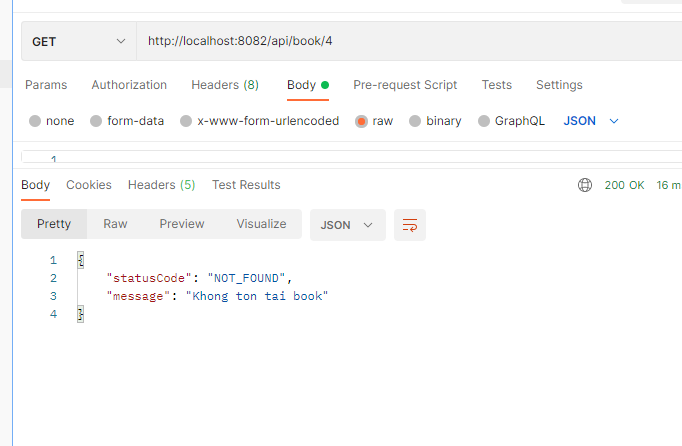 GET http://localhost:8082/api/book/4
Params Authorization Headers (8) Body Pre-request Script Tests Settings
none form-data x-www-form-urlencoded raw binary GraphQL JSON
1
Body Cookies Headers (5) Test Results 200 OK 16 m
Pretty Raw Preview Visualize JSON
1 {
2 "statusCode": "NOT_FOUND",
3 "message": "Khong ton tai book"
4 }